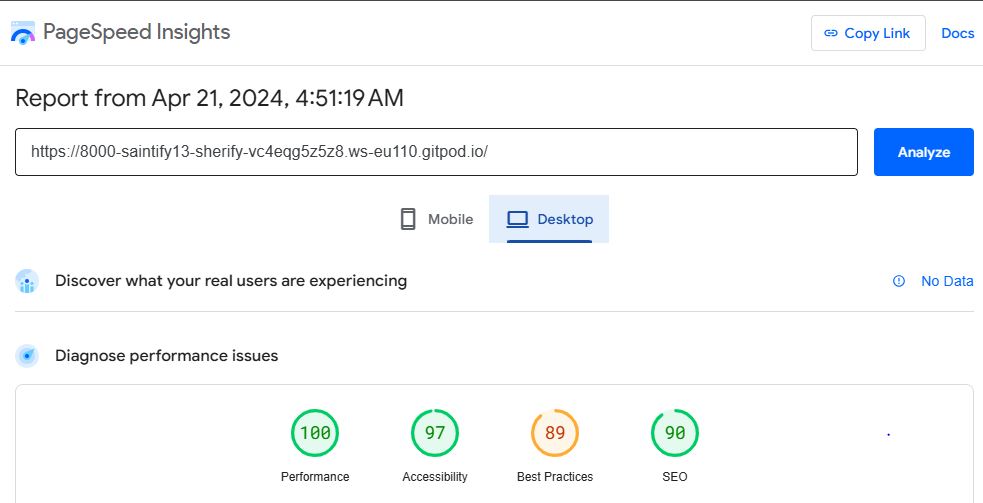 PageSpeed Insights
Copy Link
Docs
Report from Apr 21, 2024, 4:51:19 AM
https://8000-saintify13-sherify-vc4eqg5z5z8.ws-eu110.gitpod.io/
Analyze
Mobile
Desktop
Discover what your real users are experiencing
No Data
Diagnose performance issues
100
97
89
90
Performance
Accessibility
Best Practices
SEO